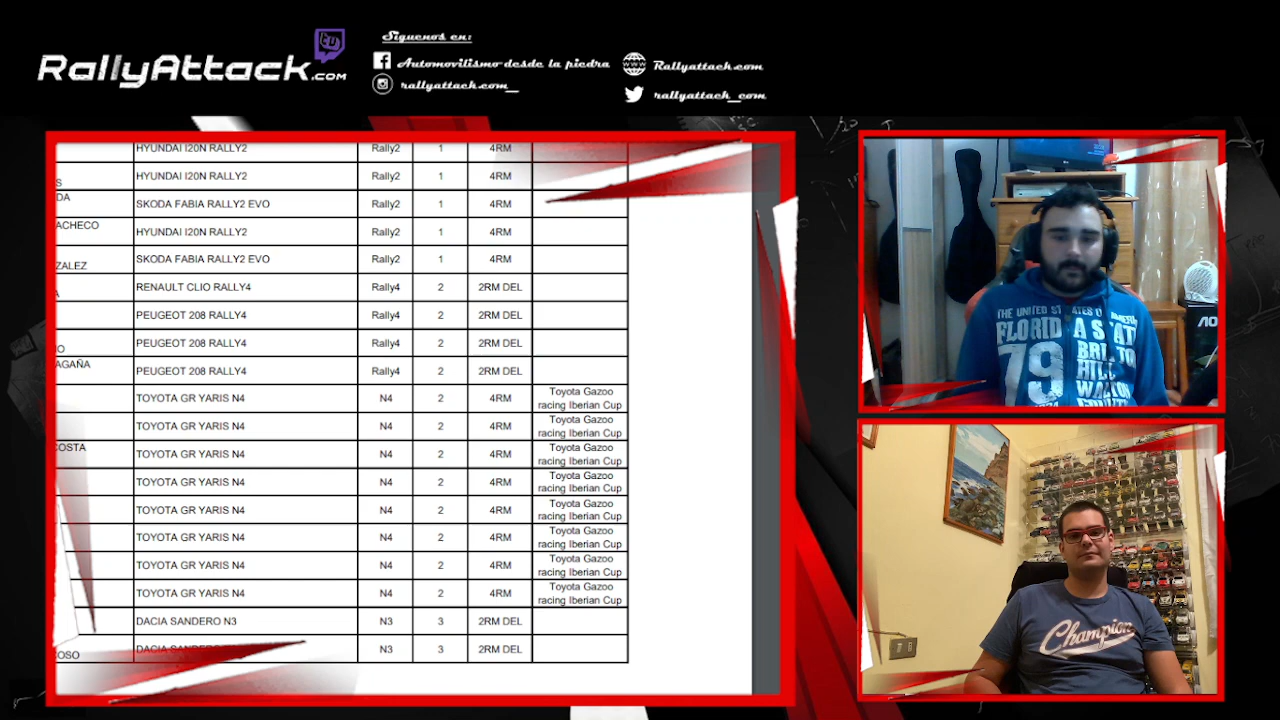 RallyAttack.com
Síguenos en:
Automovilismo desde la piedra
rallyattack.com_
Rallyattack.com
rallyattack_com
HYUNDAI I20N RALLY2 Rally2 1 4RM
S HYUNDAI I20N RALLY2 Rally2 1 4RM
DA SKODA FABIA RALLY2 EVO Rally2 1 4RM
ACHECO HYUNDAI I20N RALLY2 Rally2 1 4RM
ZALEZ SKODA FABIA RALLY2 EVO Rally2 1 4RM
A RENAULT CLIO RALLY4 Rally4 2 2RM DEL
PEUGEOT 208 RALLY4 Rally4 2 2RM DEL
O PEUGEOT 208 RALLY4 Rally4 2 2RM DEL
AGAÑA PEUGEOT 208 RALLY4 Rally4 2 2RM DEL
TOYOTA GR YARIS N4 N4 2 4RM Toyota Gazoo
racing Iberian Cup
TOYOTA GR YARIS N4 N4 2 4RM Toyota Gazoo
racing Iberian Cup
COSTA TOYOTA GR YARIS N4 N4 2 4RM Toyota Gazoo
racing Iberian Cup
TOYOTA GR YARIS N4 N4 2 4RM Toyota Gazoo
racing Iberian Cup
TOYOTA GR YARIS N4 N4 2 4RM Toyota Gazoo
racing Iberian Cup
TOYOTA GR YARIS N4 N4 2 4RM Toyota Gazoo
racing Iberian Cup
TOYOTA GR YARIS N4 N4 2 4RM Toyota Gazoo
racing Iberian Cup
TOYOTA GR YARIS N4 N4 2 4RM Toyota Gazoo
racing Iberian Cup
DACIA SANDERO N3 N3 3 2RM DEL
OSO DACIA N3 3 2RM DEL
FLORIDA STAT
79
AO
Champion